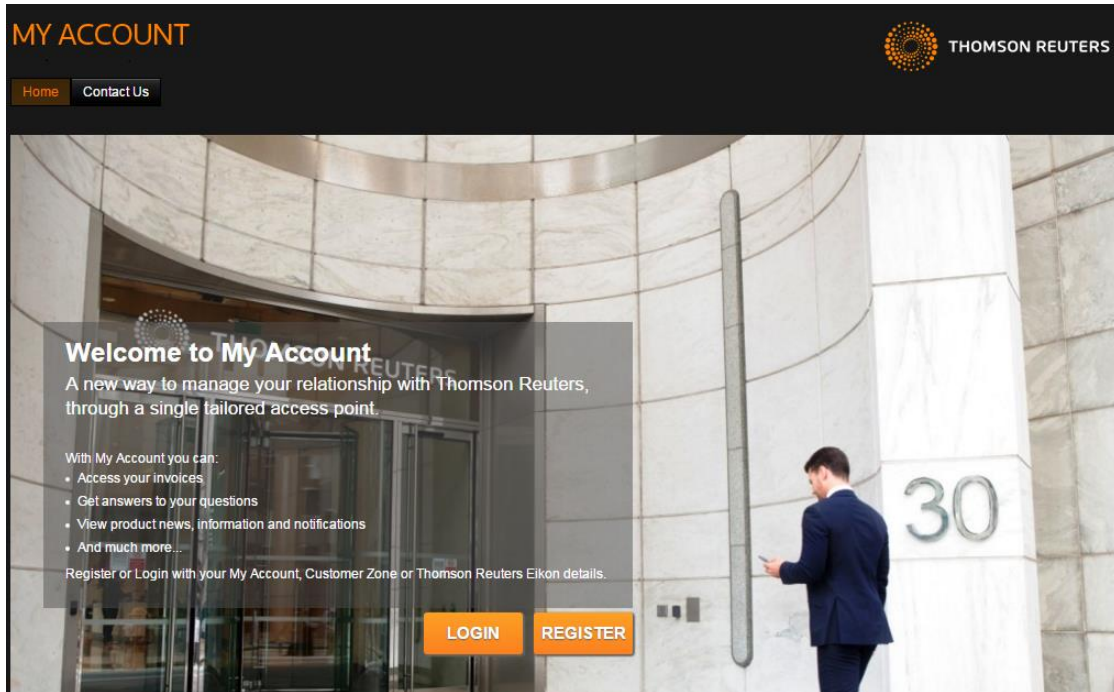 MY ACCOUNT
THOMSON REUTERS
Home
Contact Us
THOMSON REUTERS
Welcome to My Account
A new way to manage your relationship with Thomson Reuters,
through a single tailored access point.
With My Account you can:
• Access your invoices
• Get answers to your questions
• View product news, information and notifications
• And much more...
Register or Login with your My Account, Customer Zone or Thomson Reuters Eikon details.
30
LOGIN
REGISTER